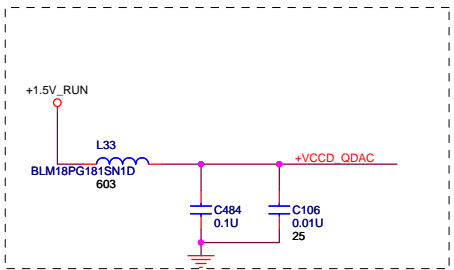 +1.5V_RUN
L33
BLM18PG181SN1D
603
+VCCD_QDAC
C484
0.1U
C106
0.01U
25